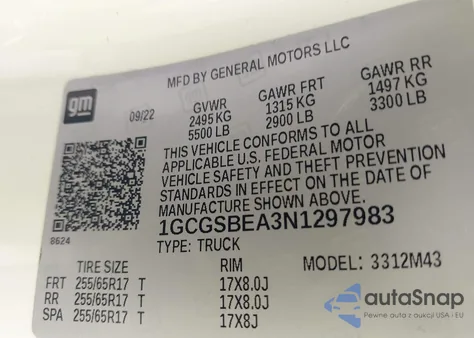 MFD BY GENERAL MOTORS LLC
gm
09/22
GVWR GAWR FRT GAWR RR
2495 KG 1315 KG 1497 KG
5500 LB 2900 LB 3300 LB
THIS VEHICLE CONFORMS TO ALL
APPLICABLE U.S. FEDERAL MOTOR
VEHICLE SAFETY AND THEFT PREVENTION
STANDARDS IN EFFECT ON THE DATE OF
MANUFACTURE SHOWN ABOVE.
1GCGSBEA3N1297983
8624
TYPE: TRUCK
MODEL: 3312M43
TIRE SIZE RIM
FRT 255/65R17 T 17X8.0J
RR 255/65R17 T 17X8.0J
SPA 255/65R17 T 17X8J
autoSnap
Pewne auta z aukcji USA i EU